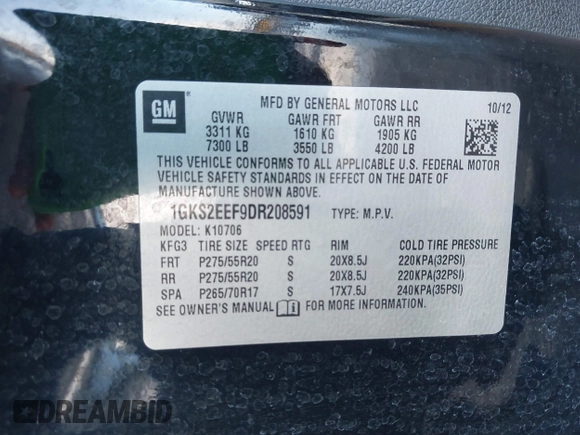 GM
MFD BY GENERAL MOTORS LLC 10/12
GVWR GAWR FRT GAWR RR
3311 KG 1610 KG 1905 KG
7300 LB 3550 LB 4200 LB
THIS VEHICLE CONFORMS TO ALL APPLICABLE U.S. FEDERAL MOTOR
VEHICLE SAFETY STANDARDS IN EFFECT ON THE DATE OF
MANUFACTURE SHOWN ABOVE.
1GKS2EEF9DR208591 TYPE: M.P.V.
MODEL: K10706
KFG3 TIRE SIZE SPEED RTG RIM COLD TIRE PRESSURE
FRT P275/55R20 S 20X8.5J 220KPA(32PSI)
RR P275/55R20 S 20X8.5J 220KPA(32PSI)
SPA P265/70R17 S 17X7.5J 240KPA(35PSI)
SEE OWNER'S MANUAL FOR MORE INFORMATION.
DREAMBID